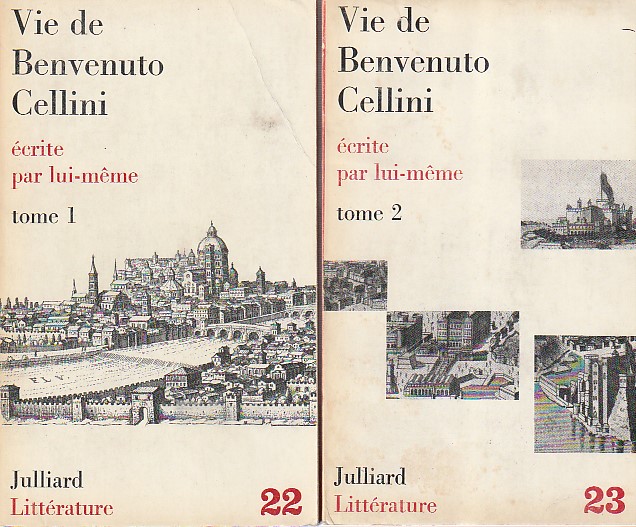 Vie de
Benvenuto
Cellini
écrite
par lui-même
tome 1
Julliard
Littérature
22
Vie de
Benvenuto
Cellini
écrite
par lui-même
tome 2
Julliard
Littérature
23